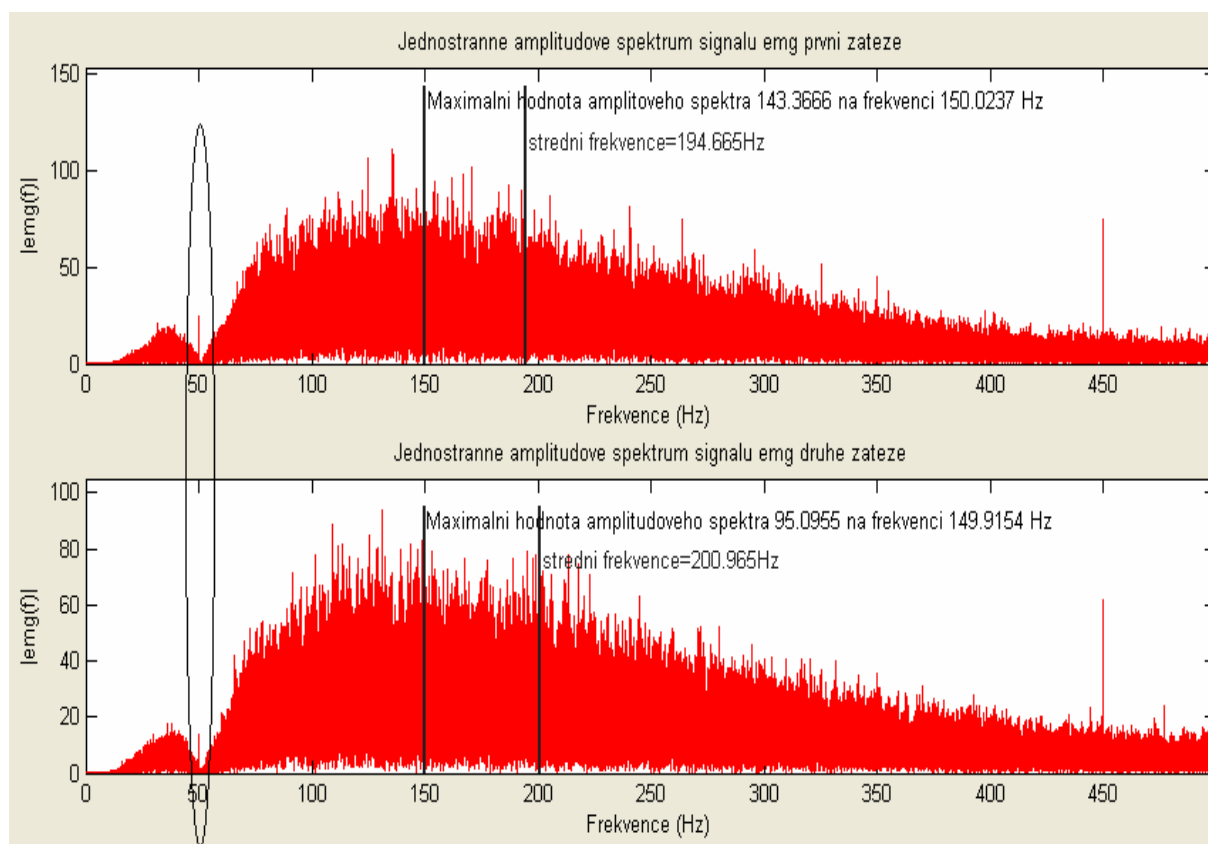 Jednostranne amplitudove spektrum signalu emg prvni zateze
150
Maximalni hodnota amplitoveho spektra 143.3666 na frekvenci 150.0237 Hz
stredni frekvence=194.665Hz
100
|emg(f)|
50
0
0 50 100 150 200 250 300 350 400 450
Frekvence (Hz)
Jednostranne amplitudove spektrum signalu emg druhe zateze
100
Maximalni hodnota amplitudoveho spektra 95.0955 na frekvenci 149.9154 Hz
80
stredni frekvence=200.965Hz
60
|emg(f)|
40
20
0
0 50 100 150 200 250 300 350 400 450
Frekvence (Hz)